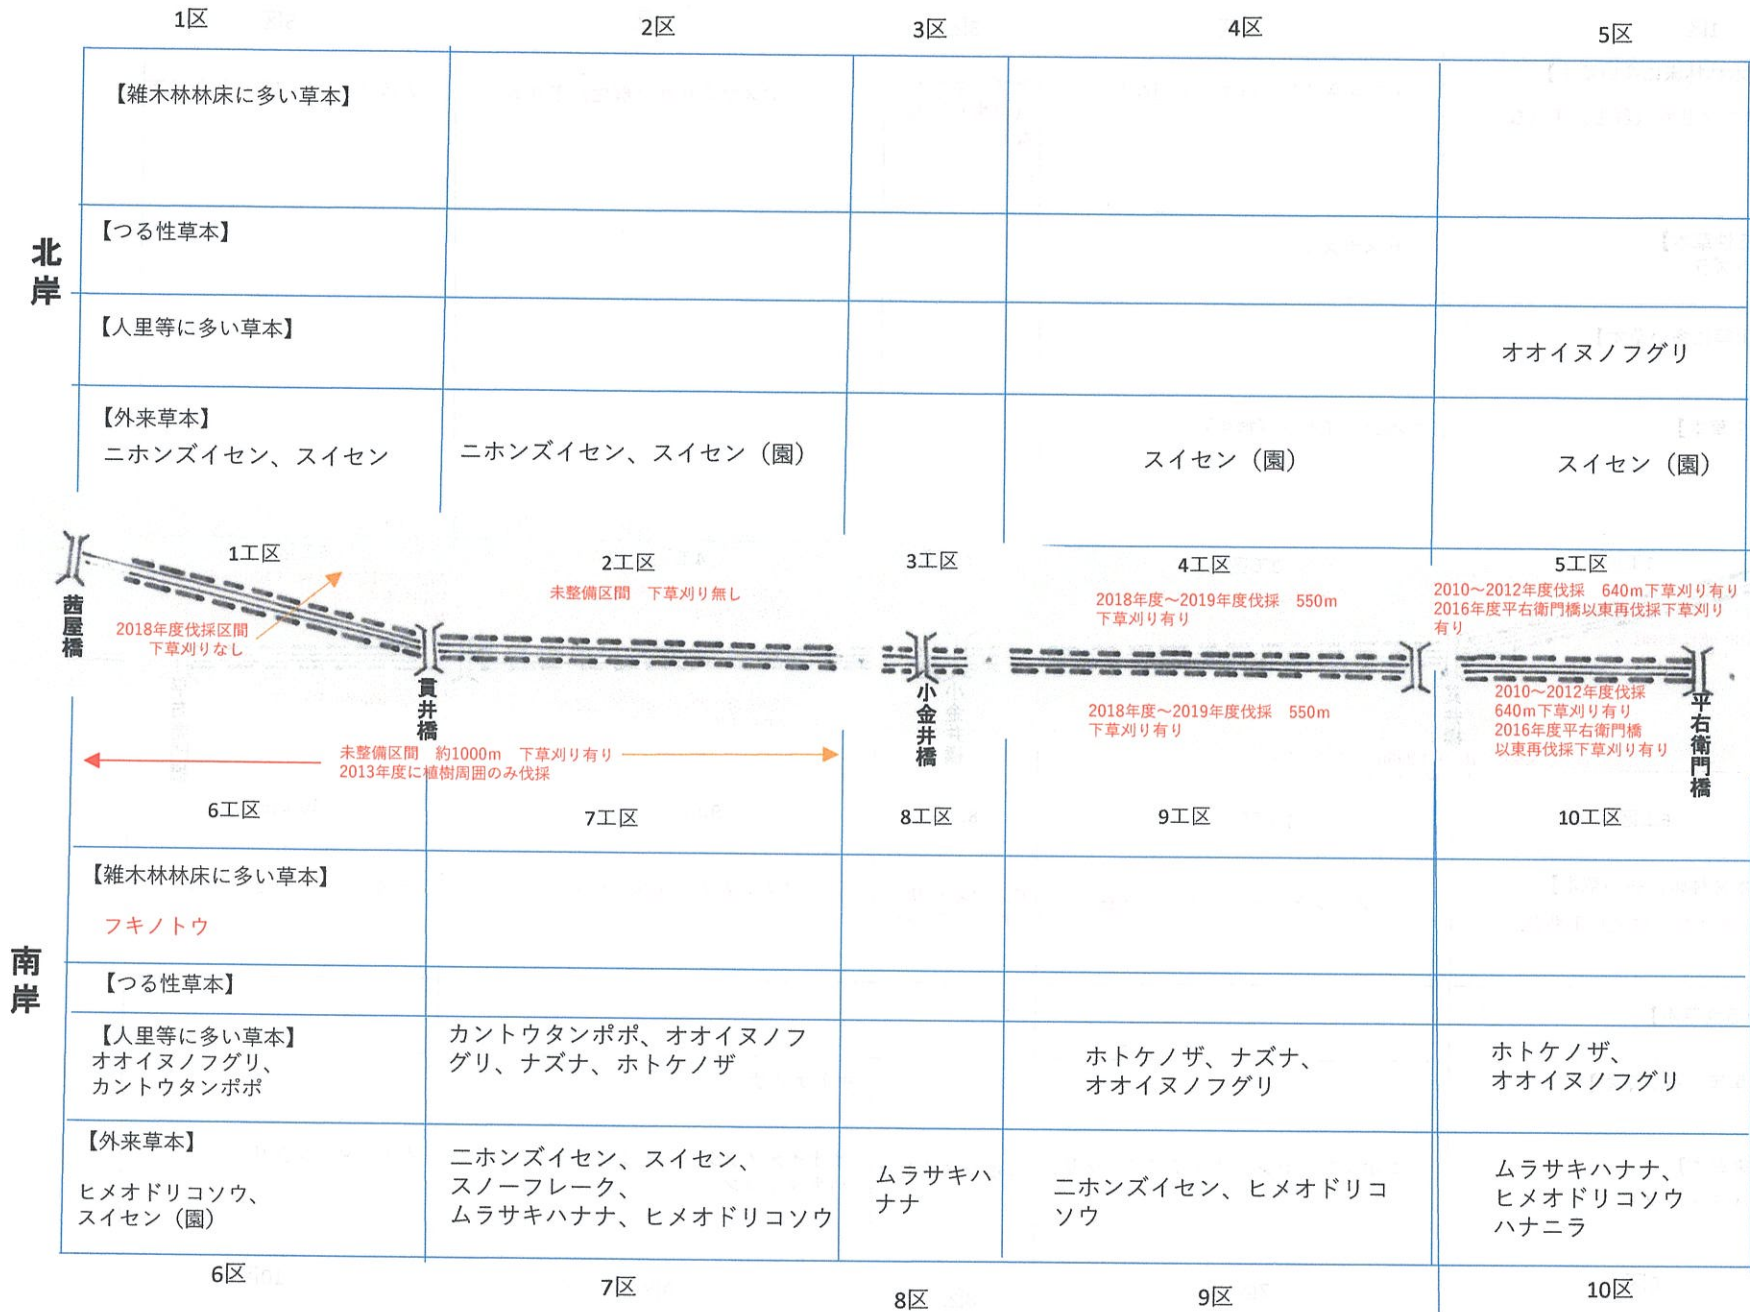 1区
2区
3区
4区
5区
北岸
【雑木林林床に多い草本】
【つる性草本】
【人里等に多い草本】
オオイヌノフグリ
【外来草本】
ニホンズイセン、スイセン
ニホンズイセン、スイセン（園）
スイセン（園）
スイセン（園）
1工区
2工区
3工区
4工区
5工区
2018年度伐採区間
下草刈りなし
未整備区間　下草刈り無し
2018年度～2019年度伐採　550m
下草刈り有り
2010～2012年度伐採　640m下草刈り有り
2016年度平右衛門橋以東再伐採下草刈り
有り
茜屋橋
貫井橋
小金井橋
平右衛門橋
未整備区間　約1000m　下草刈り有り
2013年度に植樹周囲のみ伐採
2018年度～2019年度伐採　550m
下草刈り有り
2010～2012年度伐採
640m下草刈り有り
2016年度平右衛門橋
以東再伐採下草刈り有り
6工区
7工区
8工区
9工区
10工区
南岸
【雑木林林床に多い草本】
フキノトウ
【つる性草本】
【人里等に多い草本】
オオイヌノフグリ、
カントウタンポポ
カントウタンポポ、オオイヌノフ
グリ、ナズナ、ホトケノザ
ホトケノザ、ナズナ、
オオイヌノフグリ
ホトケノザ、
オオイヌノフグリ
【外来草本】
ヒメオドリコソウ、
スイセン（園）
ニホンズイセン、スイセン、
スノーフレーク、
ムラサキハナナ、ヒメオドリコソウ
ムラサキハ
ナナ
ニホンズイセン、ヒメオドリコ
ソウ
ムラサキハナナ、
ヒメオドリコソウ
ハナニラ
6区
7区
8区
9区
10区